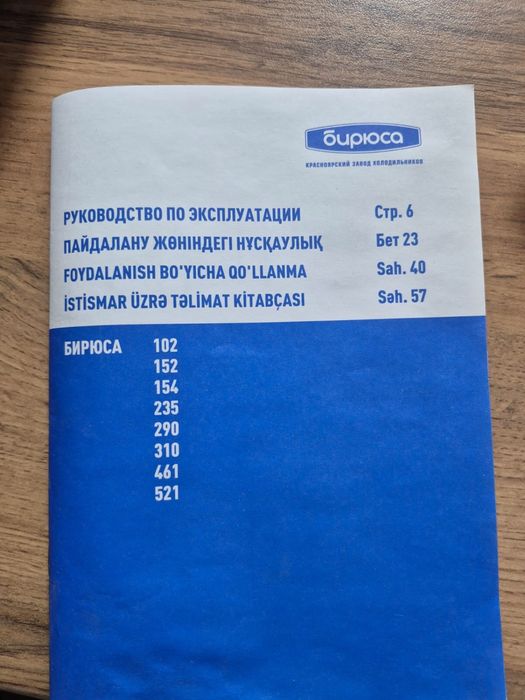 бирюса
КРАСНОЯРСКИЙ ЗАВОД ХОЛОДИЛЬНИКОВ
РУКОВОДСТВО ПО ЭКСПЛУАТАЦИИ Стр. 6
ПАЙДАЛАНУ ЖӨНІНДЕГІ НҰСҚАУЛЫҚ Бет 23
FOYDALANISH BO'YICHA QO'LLANMA Sah. 40
İSTİSMAR ÜZRƏ TƏLİMAT KİTABÇASI Səh. 57
БИРЮСА 102
152
154
235
290
310
461
521